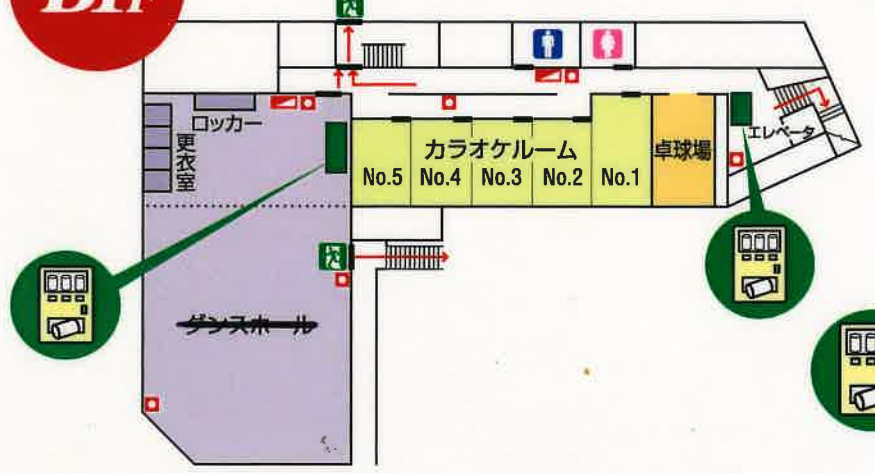 B1F
ロッカー
更衣室
カラオケルーム
No.5 No.4 No.3 No.2 No.1
卓球場
エレベータ
ダンスホール